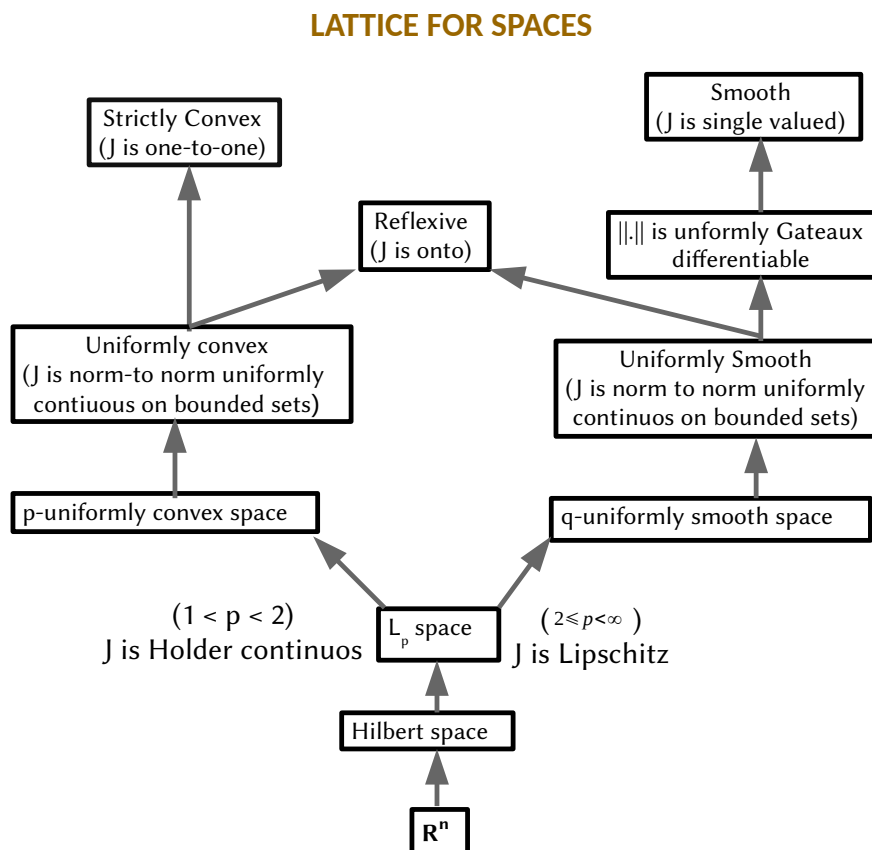 LATTICE FOR SPACES
Strictly Convex
(J is one-to-one)
Smooth
(J is single valued)
Reflexive
(J is onto)
||.|| is uniformly Gateaux
differentiable
Uniformly convex
(J is norm-to norm uniformly
contiuous on bounded sets)
Uniformly Smooth
(J is norm to norm uniformly
continuos on bounded sets)
p-uniformly convex space
q-uniformly smooth space
(1 < p < 2)
J is Holder continuos
Lₚ space
(2≤p<∞)
J is Lipschitz
Hilbert space
Rⁿ